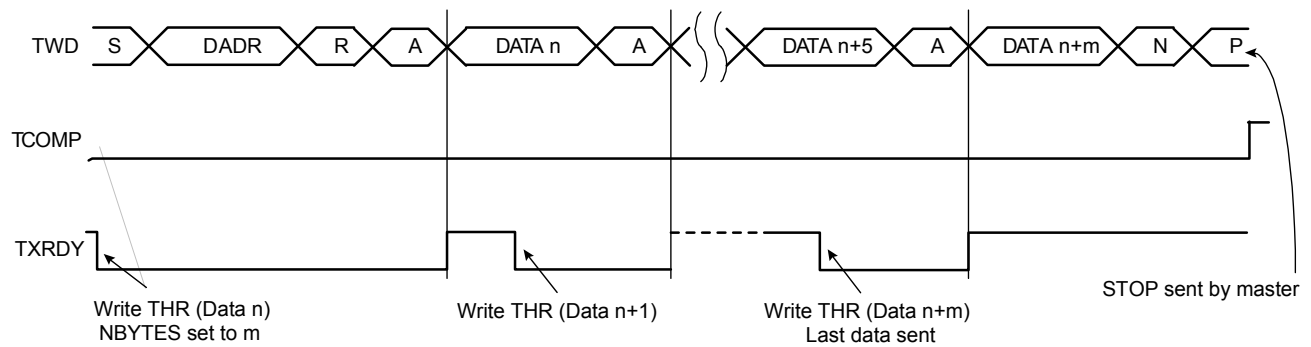 TWD S DADR R A DATA n A DATA n+5 A DATA n+m N P
TCOMP
TXRDY
Write THR (Data n)
NBYTES set to m
Write THR (Data n+1)
Write THR (Data n+m)
Last data sent
STOP sent by master